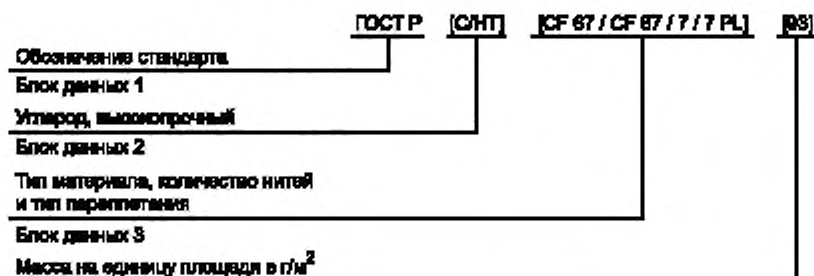 ГОСТ Р [C/HT] [CF 67 / CF 67 / 7 / 7 PL] [93]
Обозначение стандарта
Блок данных 1
Углерод, высокопрочный
Блок данных 2
Тип материала, количество нитей
и тип переплетения
Блок данных 3
Масса на единицу площади в г/м²